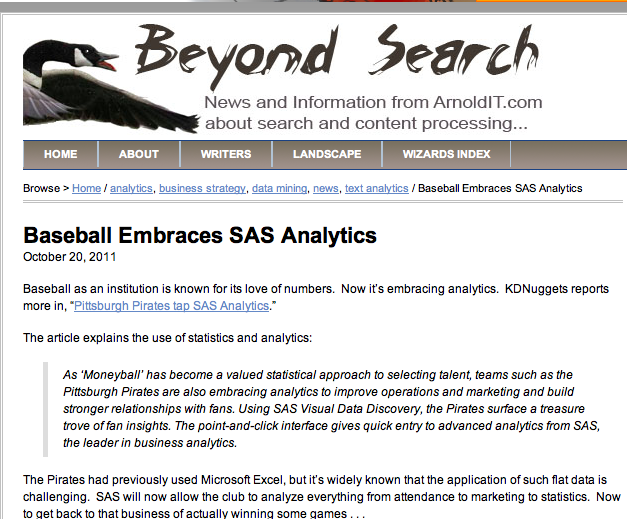 Beyond Search
News and Information from ArnoldIT.com
about search and content processing...
HOME ABOUT WRITERS LANDSCAPE WIZARDS INDEX
Browse > Home / analytics, business strategy, data mining, news, text analytics / Baseball Embraces SAS Analytics
Baseball Embraces SAS Analytics
October 20, 2011
Baseball as an institution is known for its love of numbers.  Now it's embracing analytics.  KDNuggets reports
more in, “Pittsburgh Pirates tap SAS Analytics.”
The article explains the use of statistics and analytics:
As ‘Moneyball’ has become a valued statistical approach to selecting talent, teams such as the
Pittsburgh Pirates are also embracing analytics to improve operations and marketing and build
stronger relationships with fans. Using SAS Visual Data Discovery, the Pirates surface a treasure
trove of fan insights. The point-and-click interface gives quick entry to advanced analytics from SAS,
the leader in business analytics.
The Pirates had previously used Microsoft Excel, but it's widely known that the application of such flat data is
challenging.  SAS will now allow the club to analyze everything from attendance to marketing to statistics.  Now
to get back to that business of actually winning some games . . .